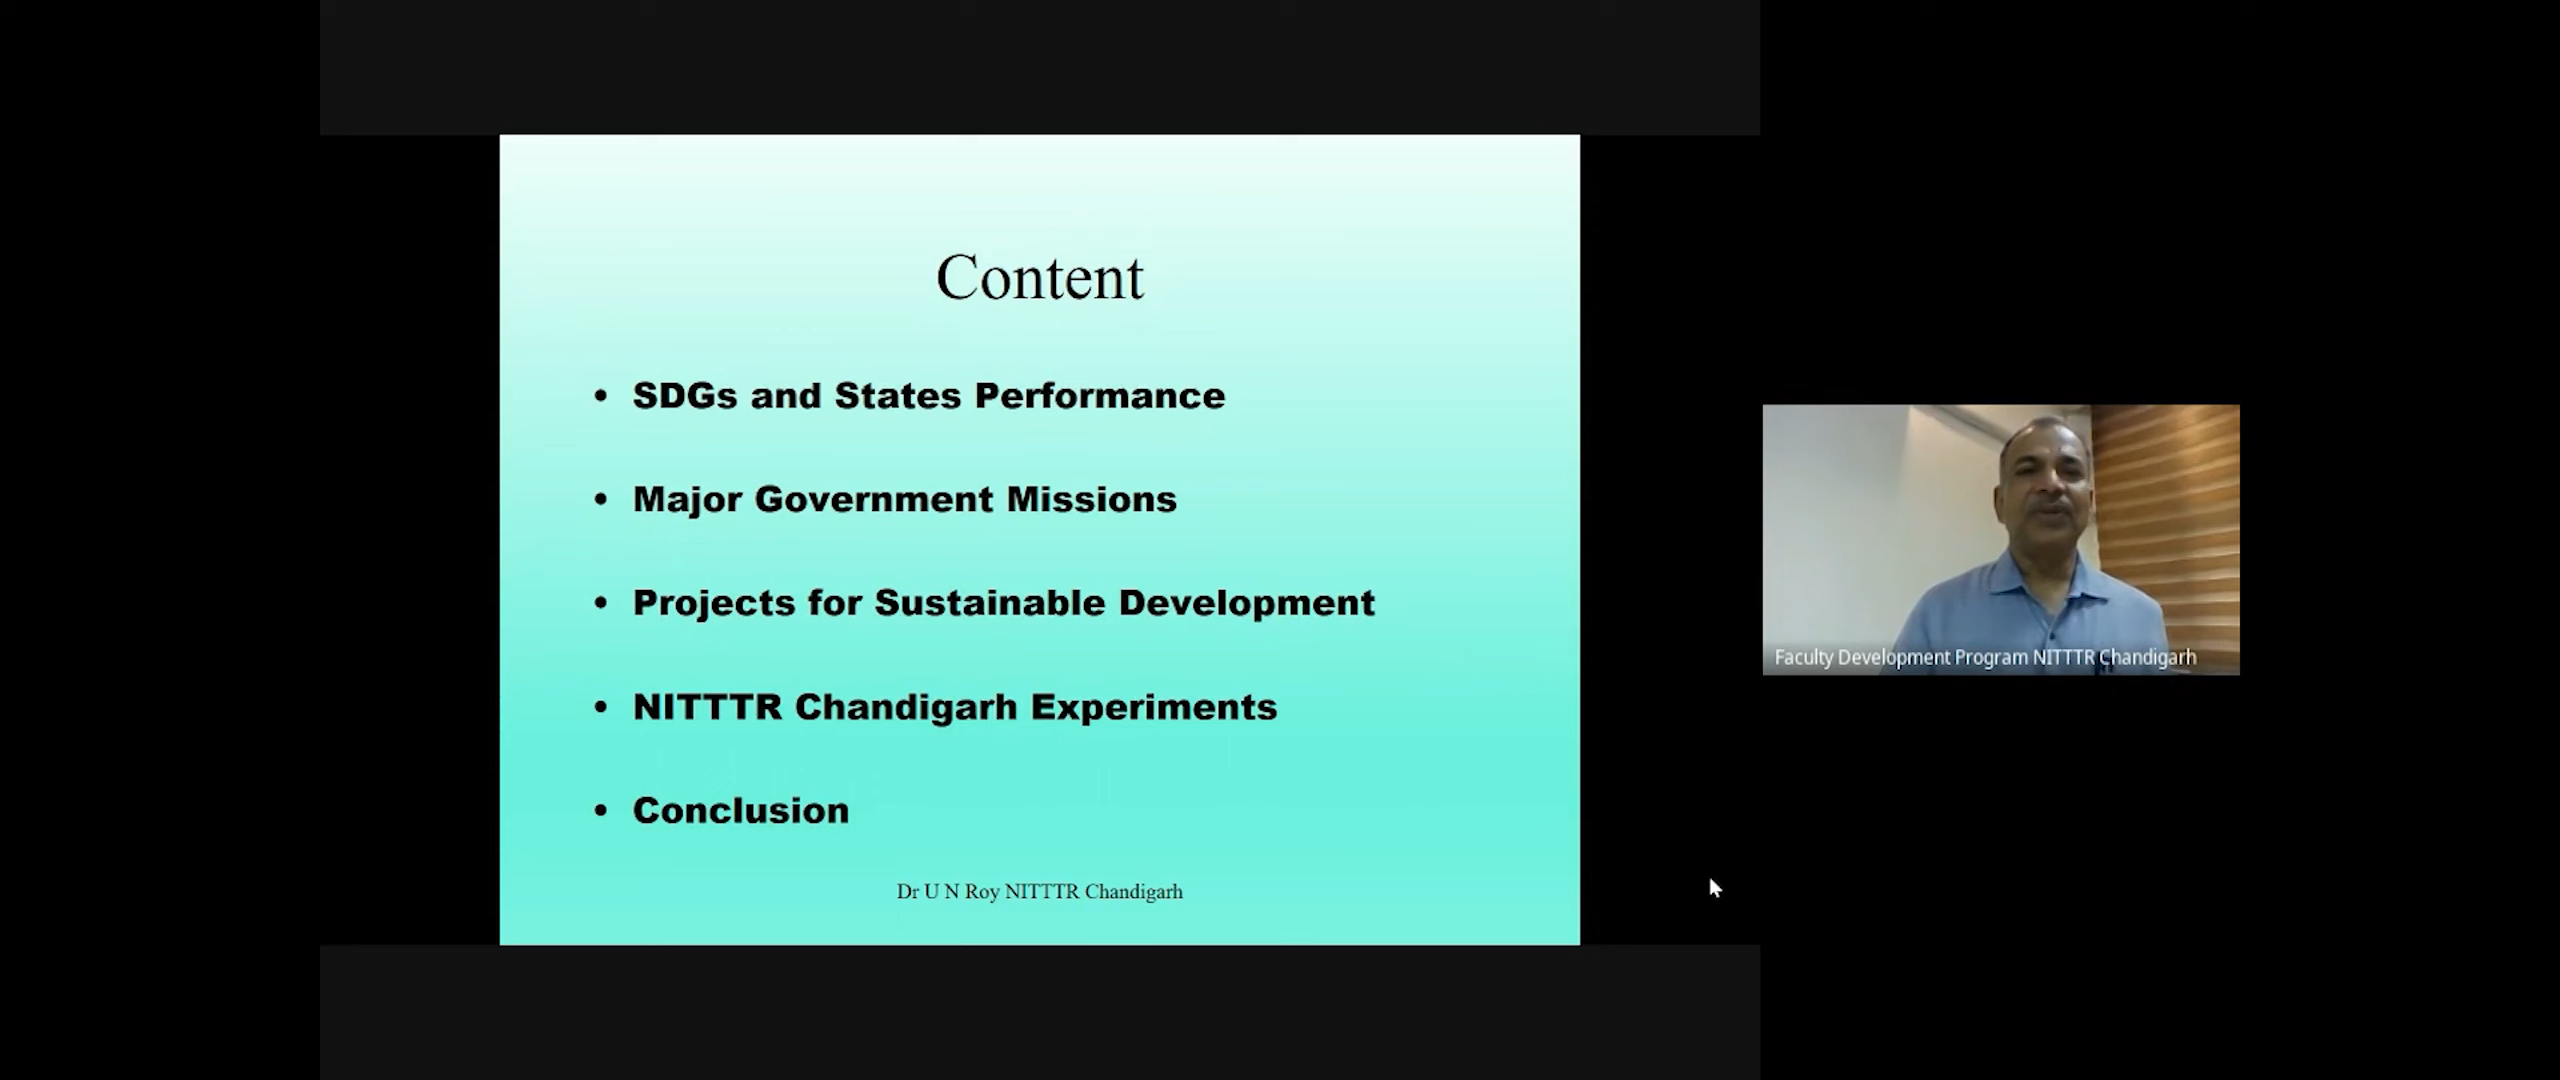 Content
• SDGs and States Performance
• Major Government Missions
• Projects for Sustainable Development
• NITTTR Chandigarh Experiments
• Conclusion
Dr U N Roy NITTTR Chandigarh
Faculty Development Program NITTTR Chandigarh